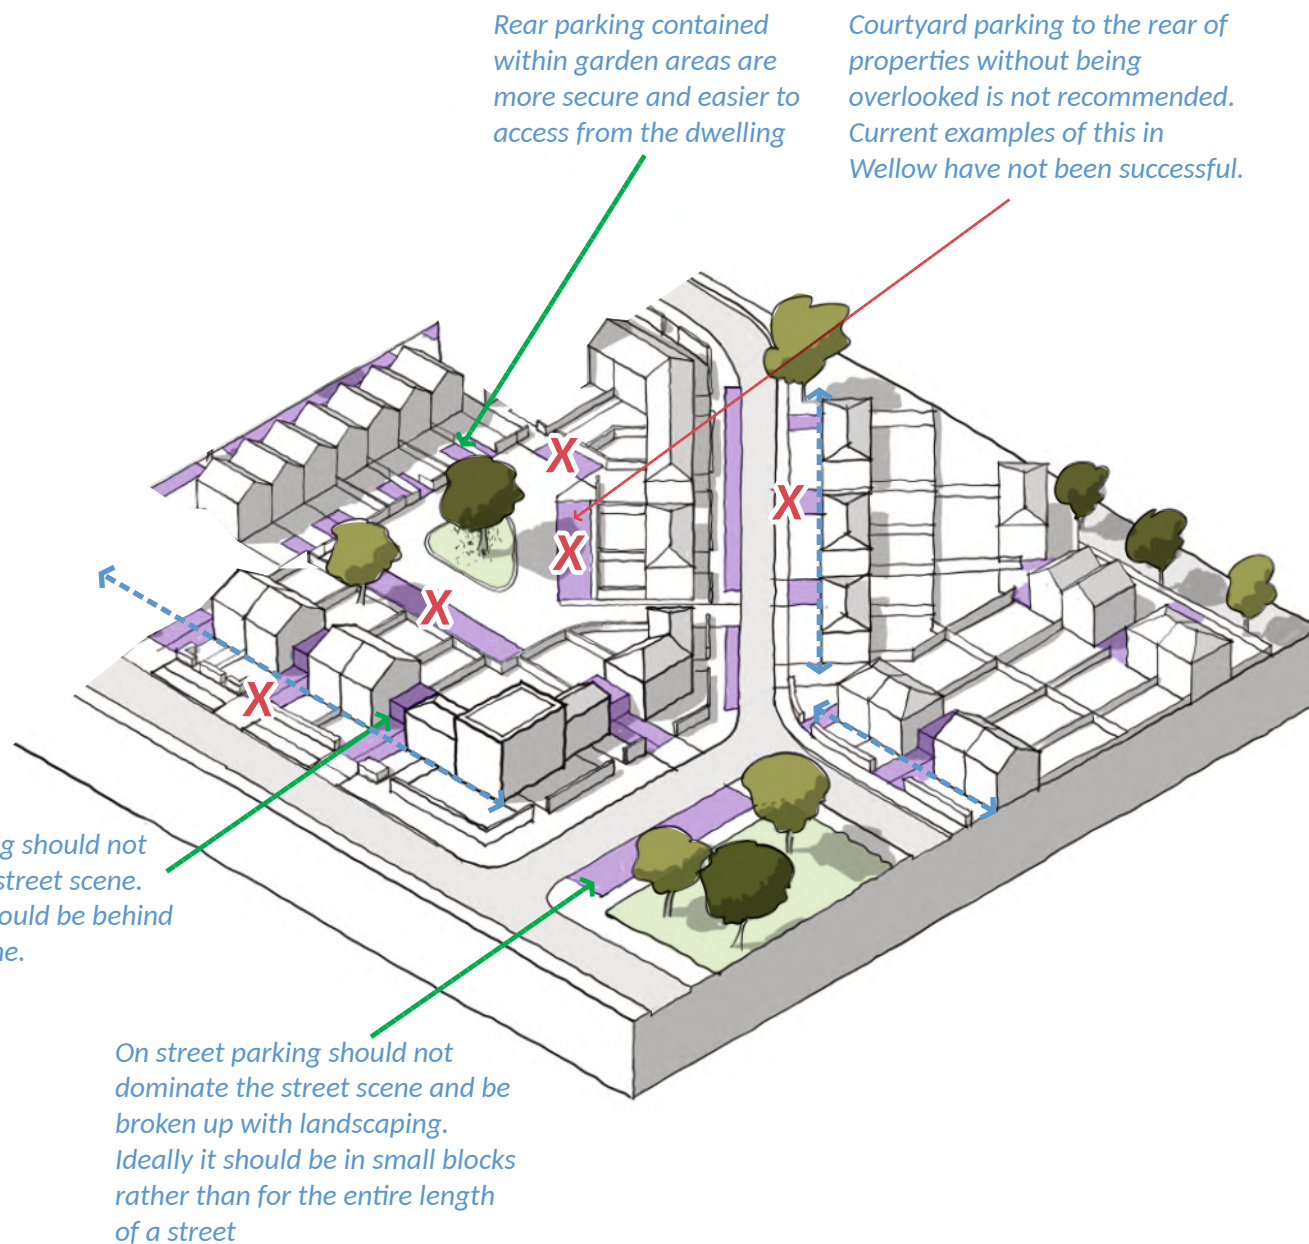 Rear parking contained
within garden areas are
more secure and easier to
access from the dwelling
Courtyard parking to the rear of
properties without being
overlooked is not recommended.
Current examples of this in
Wellow have not been successful.
X
X
X
X
X
g should not
street scene.
ould be behind
e.
On street parking should not
dominate the street scene and be
broken up with landscaping.
Ideally it should be in small blocks
rather than for the entire length
of a street